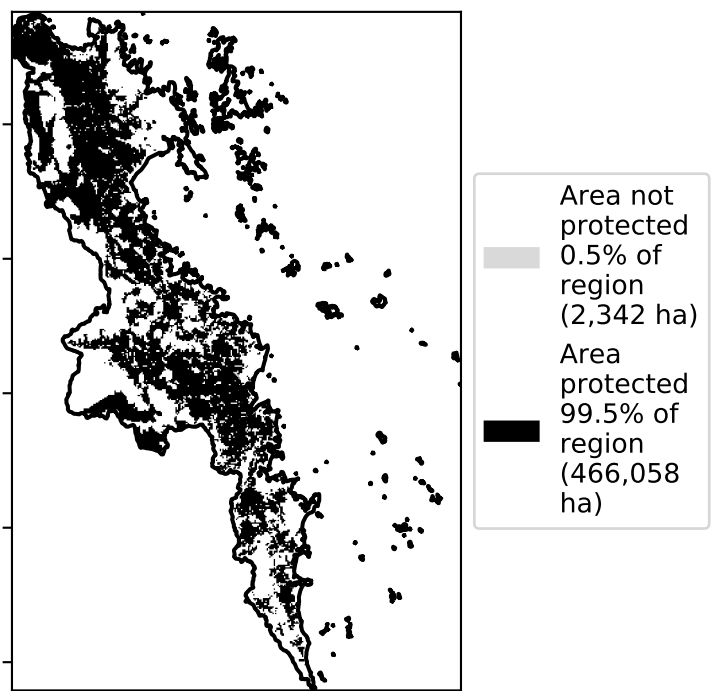 Area not
protected
0.5% of
region
(2,342 ha)
Area
protected
99.5% of
region
(466,058
ha)